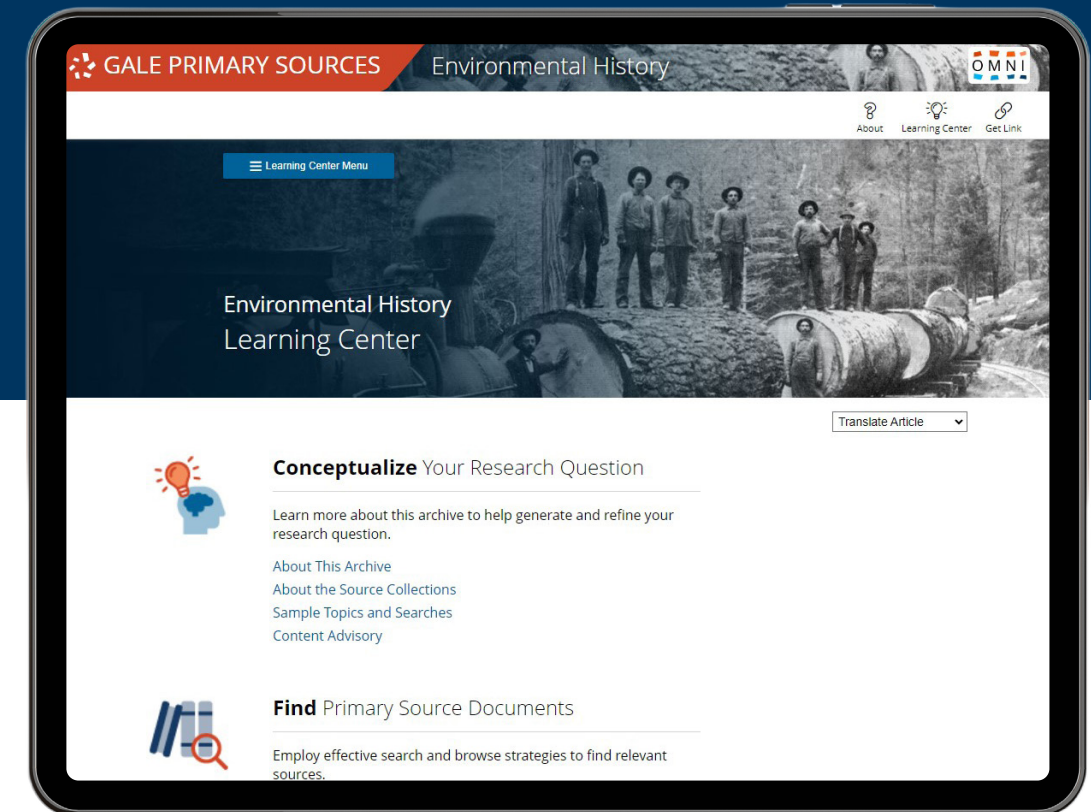 GALE PRIMARY SOURCES
Environmental History
OMNI
About
Learning Center
Get Link
Learning Center Menu
Environmental History
Learning Center
Translate Article
Conceptualize Your Research Question
Learn more about this archive to help generate and refine your
research question.
About This Archive
About the Source Collections
Sample Topics and Searches
Content Advisory
Find Primary Source Documents
Employ effective search and browse strategies to find relevant
sources.